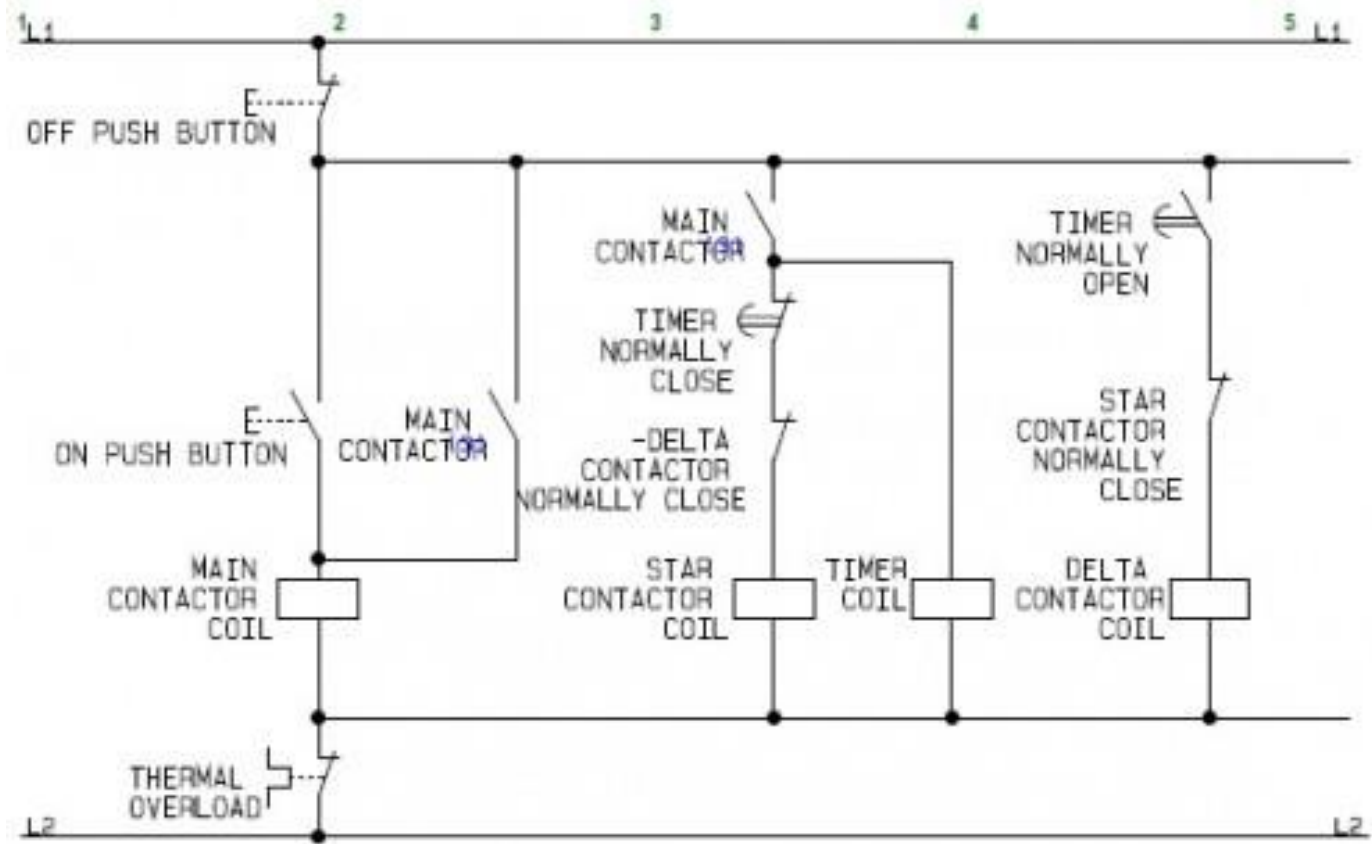 1 2 3 4 5
L1 L1
OFF PUSH BUTTON
MAIN
CONTACTOR
TIMER
NORMALLY
OPEN
TIMER
NORMALLY
CLOSE
ON PUSH BUTTON
MAIN
CONTACTOR
-DELTA
CONTACTOR
NORMALLY CLOSE
STAR
CONTACTOR
NORMALLY
CLOSE
MAIN
CONTACTOR
COIL
STAR
CONTACTOR
COIL
TIMER
COIL
DELTA
CONTACTOR
COIL
THERMAL
OVERLOAD
L2 L2